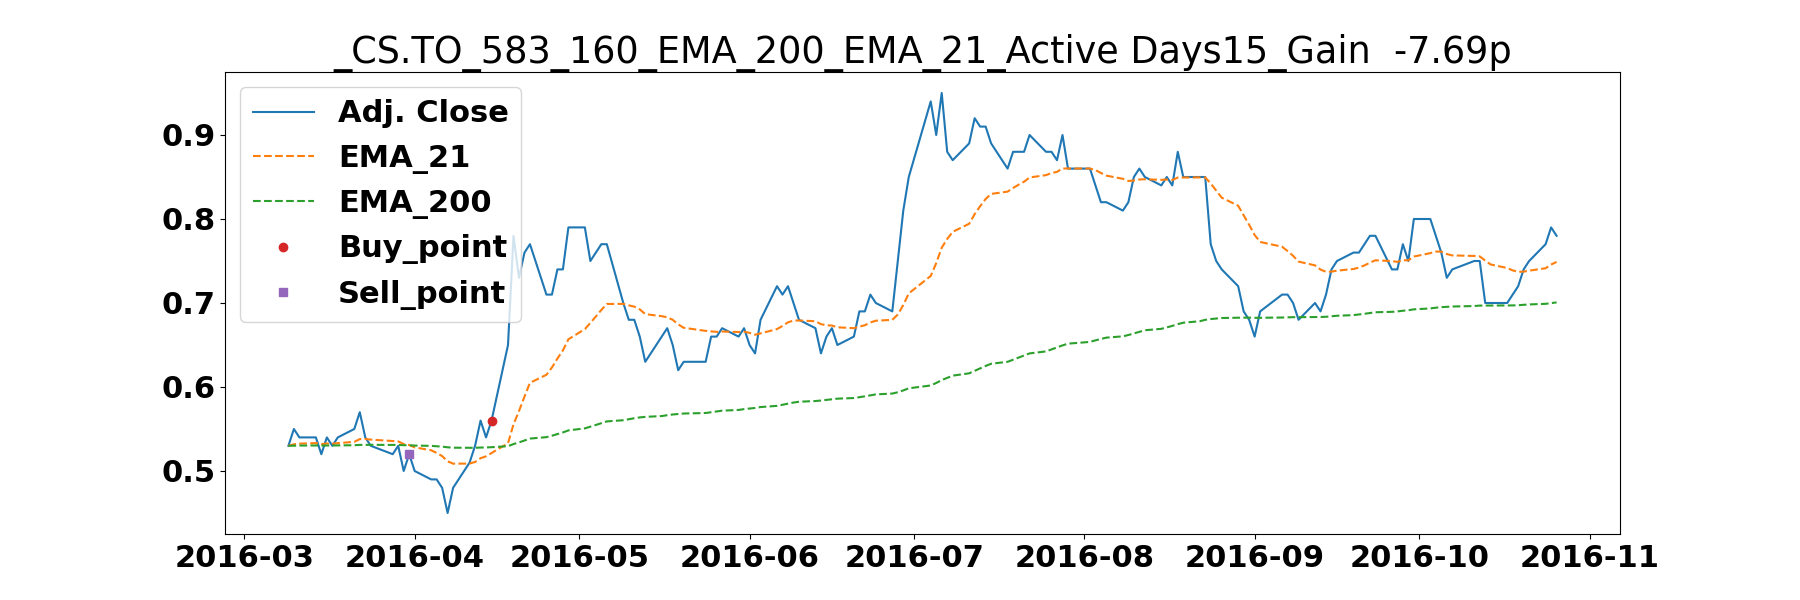 _CS.TO_583_160_EMA_200_EMA_21_Active Days15_Gain  -7.69p
Adj. Close
EMA_21
EMA_200
Buy_point
Sell_point
0.9
0.8
0.7
0.6
0.5
2016-03 2016-04 2016-05 2016-06 2016-07 2016-08 2016-09 2016-10 2016-11